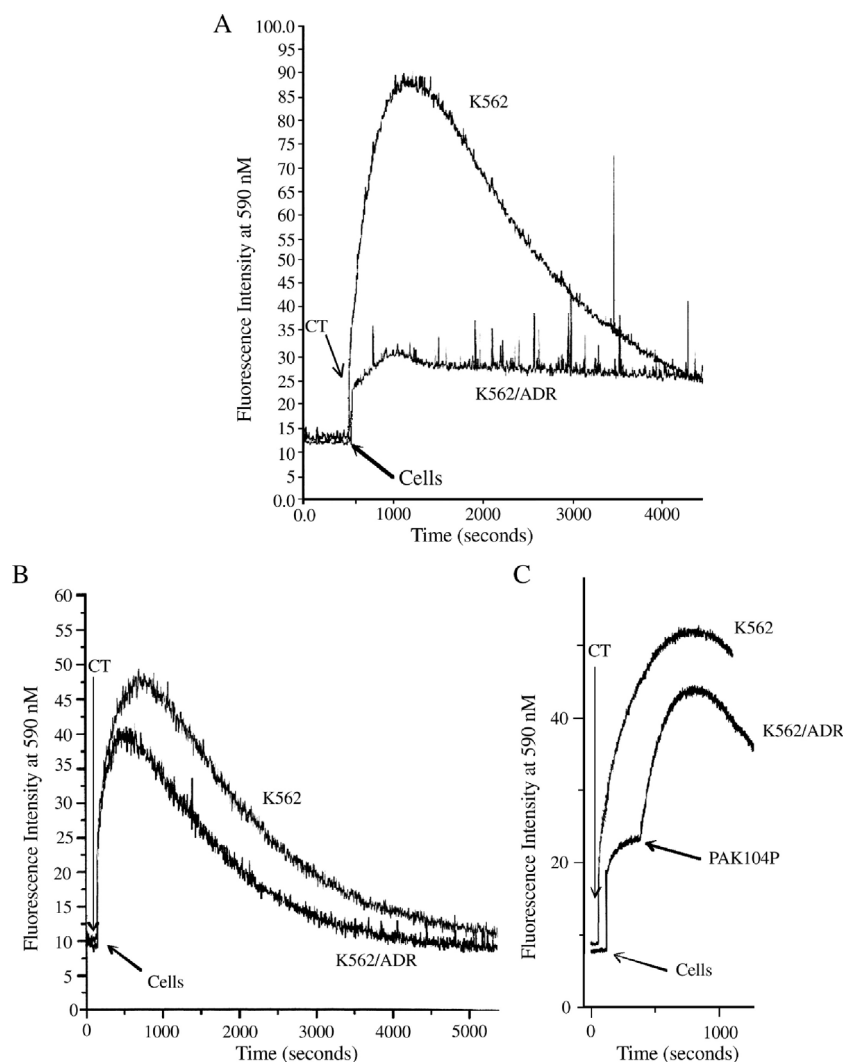 A
100.0
95
90
85
80
75
70
65
60
55
50
45
40
35
30
25
20
15
10
5
0.0
Fluorescence Intensity at 590 nM
K562
CT
K562/ADR
Cells
0.0 1000 2000 3000 4000
Time (seconds)
B
60
55
50
45
40
35
30
25
20
15
10
5
0
Fluorescence Intensity at 590 nM
CT
K562
K562/ADR
Cells
0 1000 2000 3000 4000 5000
Time (seconds)
C
40
20
0
Fluorescence Intensity at 590 nM
CT
K562
K562/ADR
PAK104P
Cells
0 1000
Time (seconds)